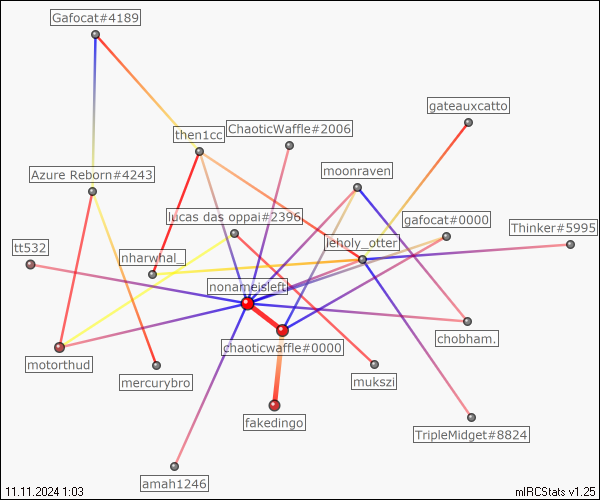 Gafocat#4189
gateauxcatto
ChaoticWaffle#2006
then1cc
moonraven
Azure Reborn#4243
lucas das oppai#2396
gafocat#0000
Thinker#5995
leholy_otter
tt532
nharwhal_
nonamejsleft
chaoticwaffle#0000
chobham.
motorthud
mercurybro
mukszi
fakedingo
TripleMidget#8824
amah1246
11.11.2024 1:03
mIRCStats v1.25